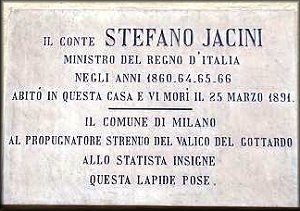 IL CONTE STEFANO JACINI
MINISTRO DEL REGNO D'ITALIA
NEGLI ANNI 1860.64.65.66
ABITÒ IN QUESTA CASA E VI MORÌ IL 25 MARZO 1891.
IL COMUNE DI MILANO
AL PROPUGNATORE STRENUO DEL VALICO DEL GOTTARDO
ALLO STATISTA INSIGNE
QUESTA LAPIDE POSE.